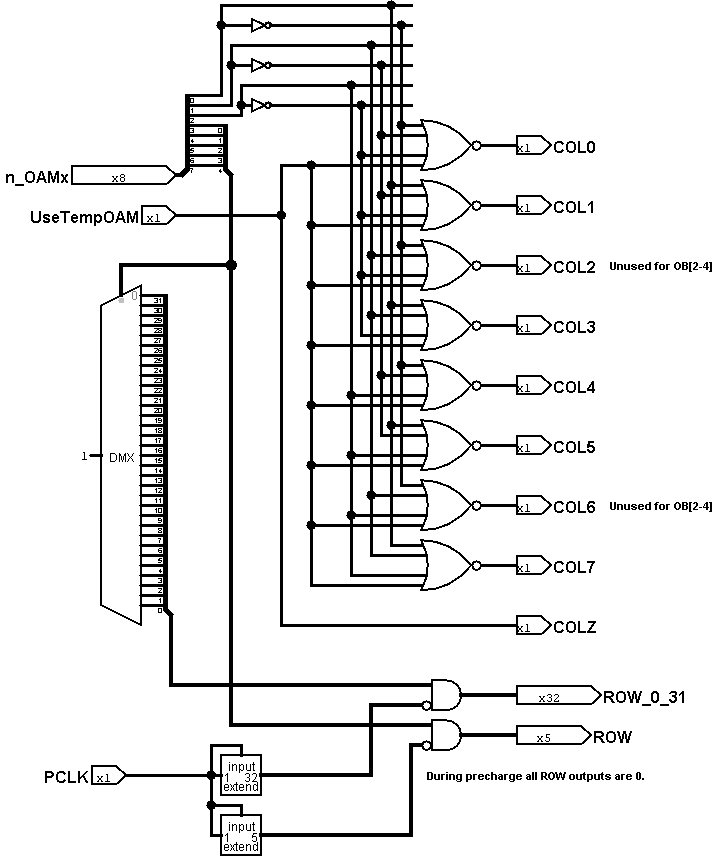 0
1
2
3
4
5
6
7
0
1
2
3
4
n_OAMx x8
UseTempOAM x1
x1 COL0
x1 COL1
x1 COL2 Unused for OB[2-4]
x1 COL3
x1 COL4
x1 COL5
x1 COL6 Unused for OB[2-4]
x1 COL7
x1 COLZ
0
31
30
29
28
27
26
25
24
23
22
21
20
19
18
17
16
15
14
13
12
11
10
9
8
7
6
5
4
3
2
1
0
1 DMX
x32 ROW_0_31
x5 ROW
PCLK x1
input
1 32
extend
During precharge all ROW outputs are 0.
input
1 5
extend